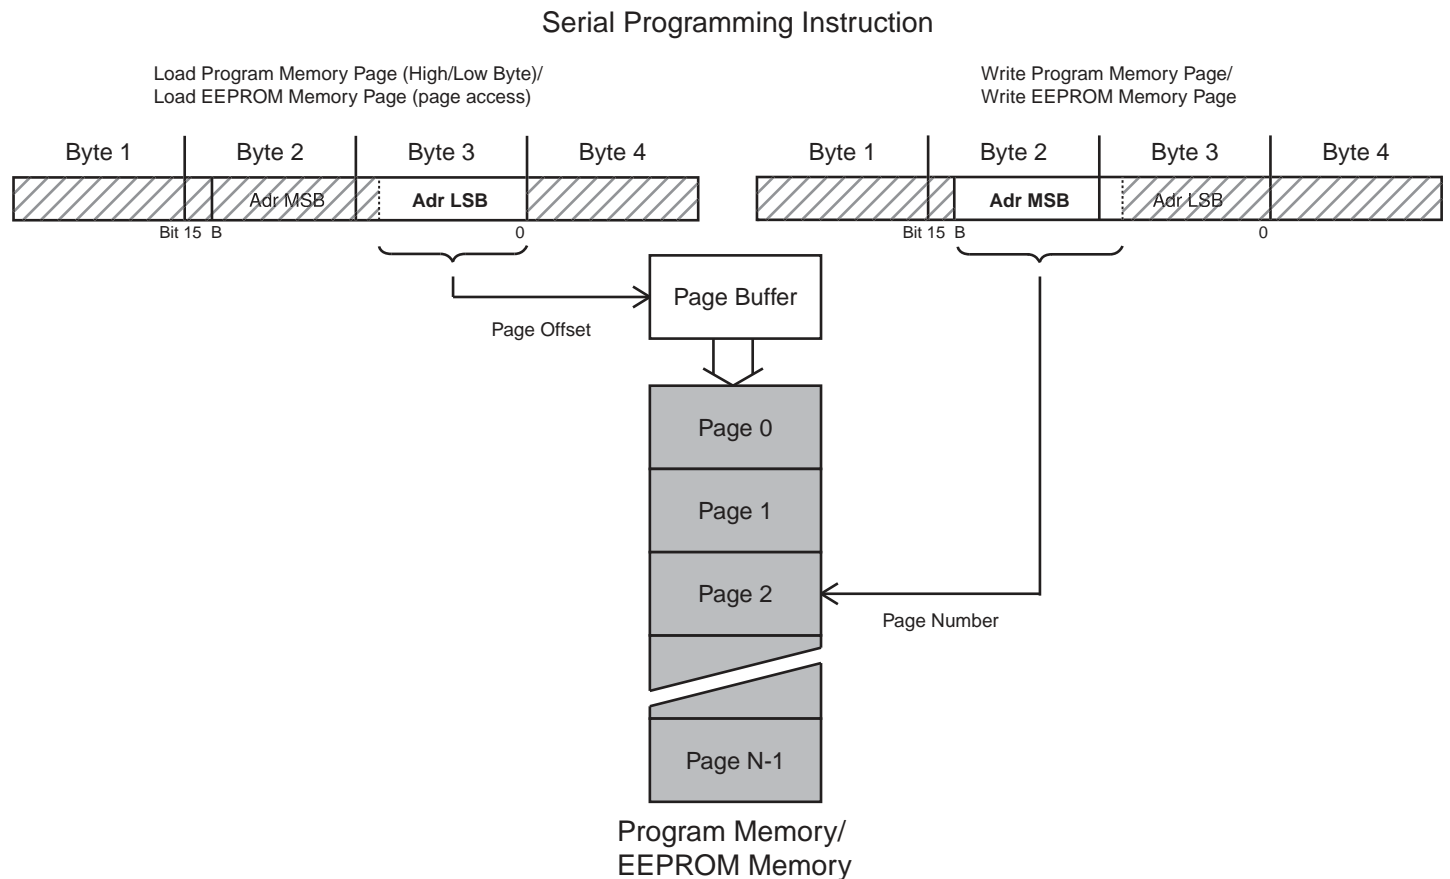 Serial Programming Instruction
Load Program Memory Page (High/Low Byte)/
Load EEPROM Memory Page (page access)
Write Program Memory Page/
Write EEPROM Memory Page
Byte 1 Byte 2 Byte 3 Byte 4
Adr MSB Adr LSB
Bit 15 B 0
Byte 1 Byte 2 Byte 3 Byte 4
Adr MSB Adr LSB
Bit 15 B 0
Page Buffer
Page Offset
Page 0
Page 1
Page 2
Page Number
Page N-1
Program Memory/
EEPROM Memory